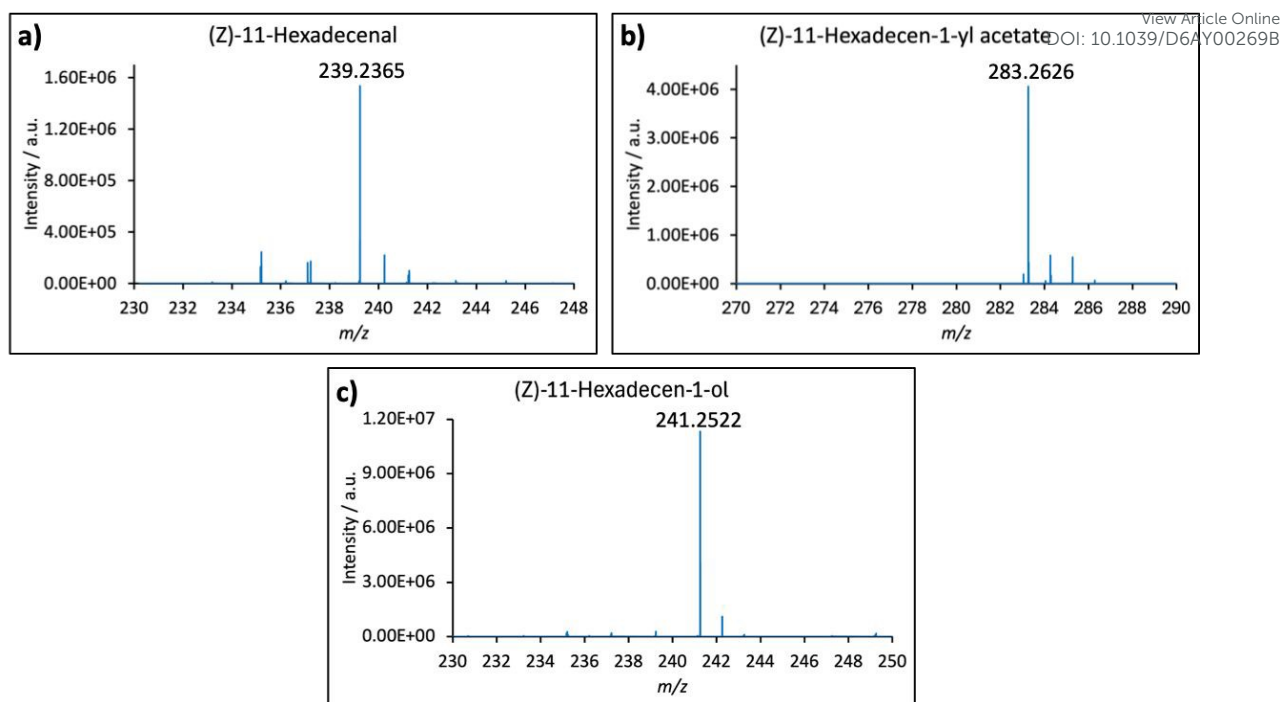 View Article Online
DOI: 10.1039/D6AY00269B
a)
(Z)-11-Hexadecenal
239.2365
1.60E+06
1.20E+06
8.00E+05
4.00E+05
0.00E+00
Intensity / a.u.
230 232 234 236 238 240 242 244 246 248
m/z
b)
(Z)-11-Hexadecen-1-yl acetate
283.2626
4.00E+06
3.00E+06
2.00E+06
1.00E+06
0.00E+00
Intensity / a.u.
270 272 274 276 278 280 282 284 286 288 290
m/z
c)
(Z)-11-Hexadecen-1-ol
241.2522
1.20E+07
9.00E+06
6.00E+06
3.00E+06
0.00E+00
Intensity / a.u.
230 232 234 236 238 240 242 244 246 248 250
m/z